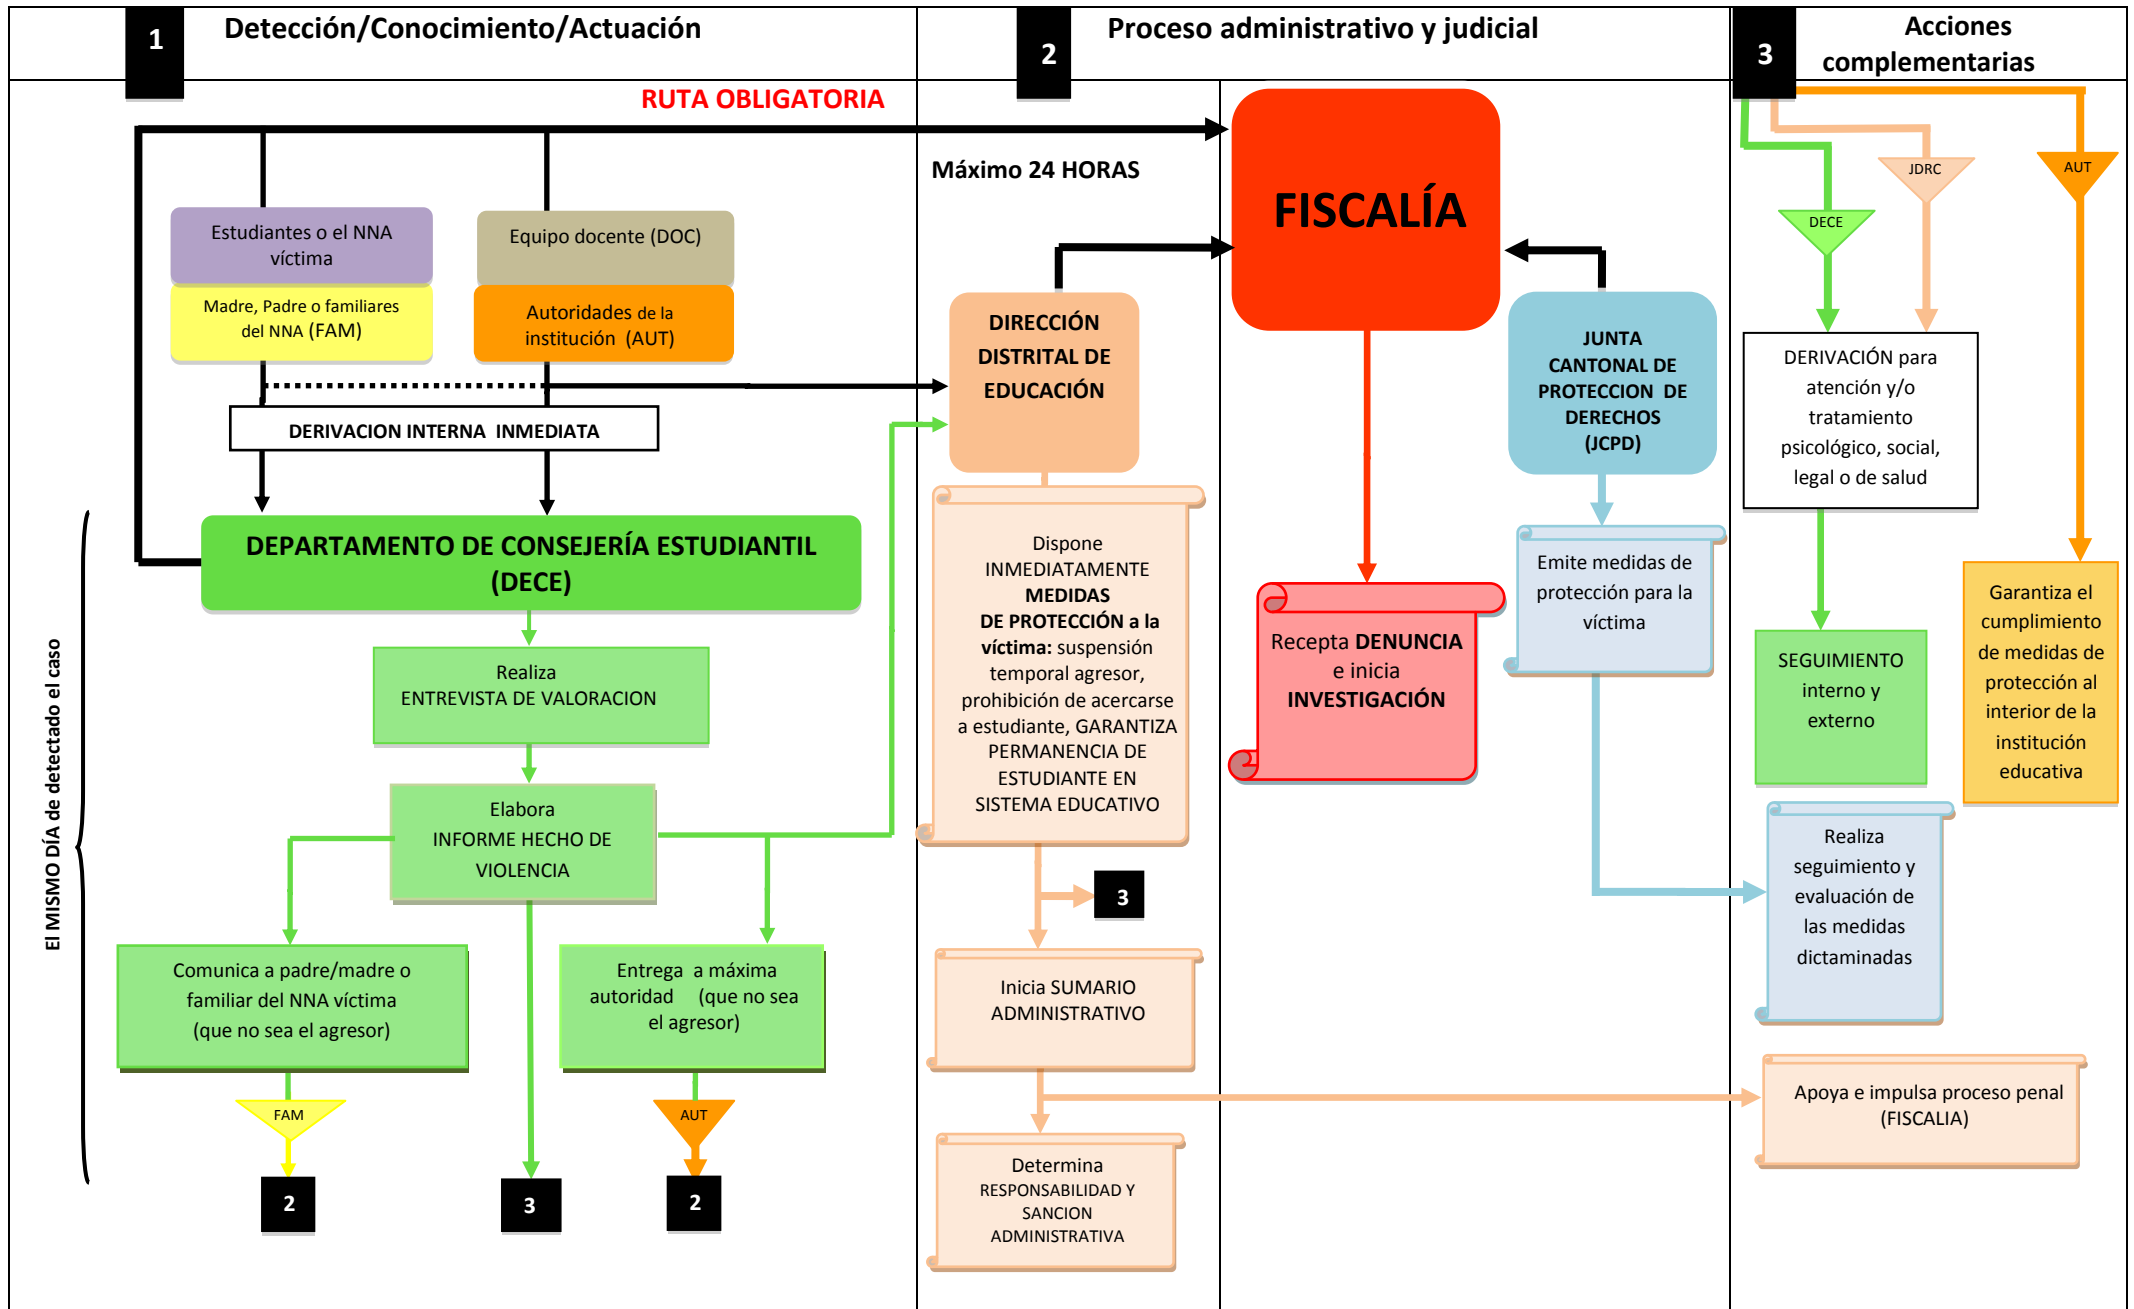 1
Detección/Conocimiento/Actuación
2
Proceso administrativo y judicial
3
Acciones
complementarias
RUTA OBLIGATORIA
Máximo 24 HORAS
Estudiantes o el NNA
víctima
Madre, Padre o familiares
del NNA (FAM)
Equipo docente (DOC)
Autoridades de la
institución (AUT)
DERIVACION INTERNA INMEDIATA
DEPARTAMENTO DE CONSEJERÍA ESTUDIANTIL
(DECE)
El MISMO DÍA de detectado el caso
Realiza
ENTREVISTA DE VALORACION
Elabora
INFORME HECHO DE
VIOLENCIA
Comunica a padre/madre o
familiar del NNA víctima
(que no sea el agresor)
Entrega a máxima
autoridad (que no sea
el agresor)
FAM
AUT
2
3
2
DIRECCIÓN
DISTRITAL DE
EDUCACIÓN
Dispone
INMEDIATAMENTE
MEDIDAS
DE PROTECCIÓN a la
víctima: suspensión
temporal agresor,
prohibición de acercarse
a estudiante, GARANTIZA
PERMANENCIA DE
ESTUDIANTE EN
SISTEMA EDUCATIVO
3
Inicia SUMARIO
ADMINISTRATIVO
Determina
RESPONSABILIDAD Y
SANCION
ADMINISTRATIVA
FISCALÍA
Recepta DENUNCIA
e inicia
INVESTIGACIÓN
JUNTA
CANTONAL DE
PROTECCION DE
DERECHOS
(JCPD)
Emite medidas de
protección para la
víctima
DECE
JDRC
AUT
DERIVACIÓN para
atención y/o
tratamiento
psicológico, social,
legal o de salud
SEGUIMIENTO
interno y
externo
Garantiza el
cumplimiento
de medidas de
protección al
interior de la
institución
educativa
Realiza
seguimiento y
evaluación de
las medidas
dictaminadas
Apoya e impulsa proceso penal
(FISCALIA)